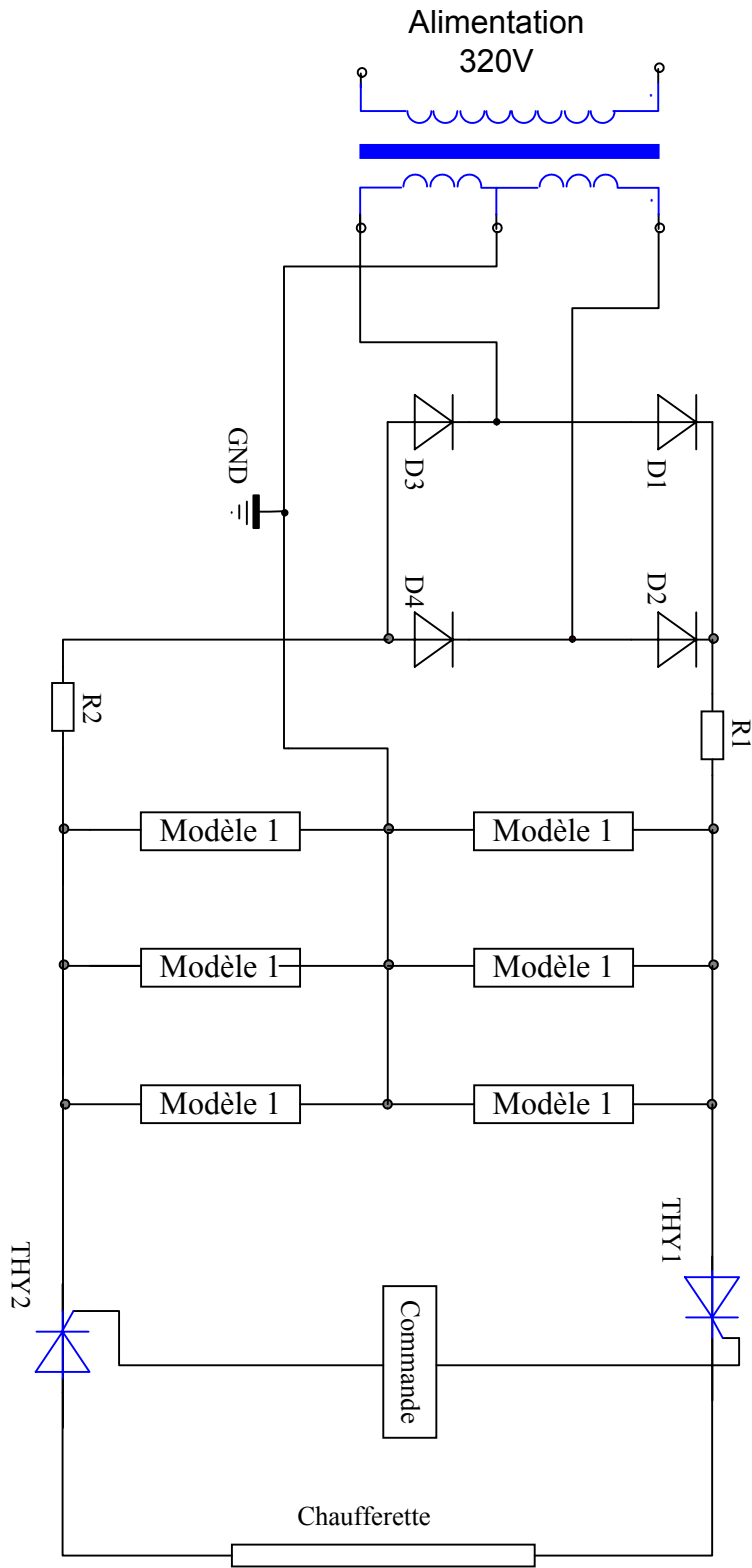 Alimentation
320V
GND
D3
D1
D4
D2
R2
R1
Modèle 1
Modèle 1
Modèle 1
Modèle 1
Modèle 1
Modèle 1
THY1
THY2
Commande
Chaufferette